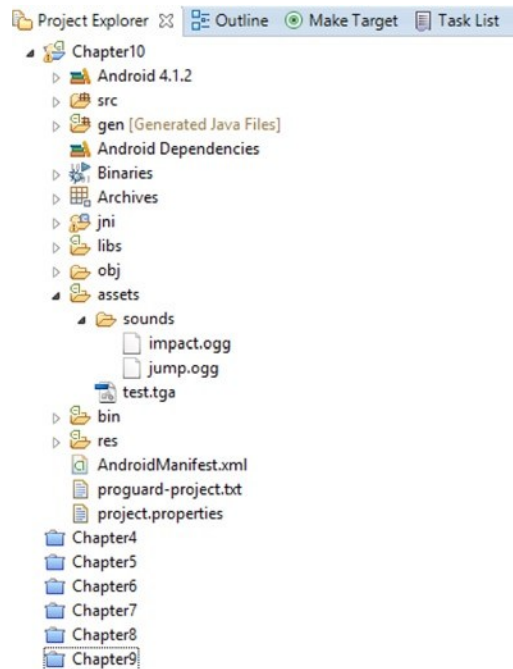 Project Explorer Outline Make Target Task List
Chapter10
Android 4.1.2
src
gen [Generated Java Files]
Android Dependencies
Binaries
Archives
jni
libs
obj
assets
sounds
impact.ogg
jump.ogg
test.tga
bin
res
AndroidManifest.xml
proguard-project.txt
project.properties
Chapter4
Chapter5
Chapter6
Chapter7
Chapter8
Chapter9